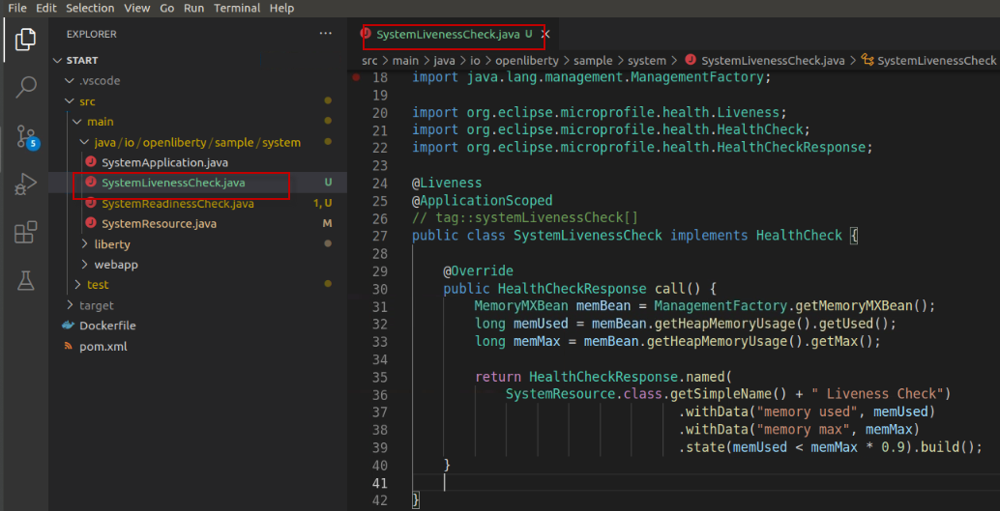 File Edit Selection View Go Run Terminal Help
EXPLORER ...
START
.vscode
src
main
java/io/openliberty/sample/system
SystemApplication.java
SystemLivenessCheck.java U
SystemReadinessCheck.java 1, U
SystemResource.java M
liberty
webapp
test
target
Dockerfile
pom.xml
5
SystemLivenessCheck.java U
src > main > java > io > openliberty > sample > system > SystemLivenessCheck.java > SystemLivenessCheck
18 import java.lang.management.ManagementFactory;
19
20 import org.eclipse.microprofile.health.Liveness;
21 import org.eclipse.microprofile.health.HealthCheck;
22 import org.eclipse.microprofile.health.HealthCheckResponse;
23
24 @Liveness
25 @ApplicationScoped
26 // tag::systemLivenessCheck[]
27 public class SystemLivenessCheck implements HealthCheck {
28
29 @Override
30 public HealthCheckResponse call() {
31 MemoryMXBean memBean = ManagementFactory.getMemoryMXBean();
32 long memUsed = memBean.getHeapMemoryUsage().getUsed();
33 long memMax = memBean.getHeapMemoryUsage().getMax();
34
35 return HealthCheckResponse.named(
36 SystemResource.class.getSimpleName() + " Liveness Check")
37 .withData("memory used", memUsed)
38 .withData("memory max", memMax)
39 .state(memUsed < memMax * 0.9).build();
40 }
41
42 }